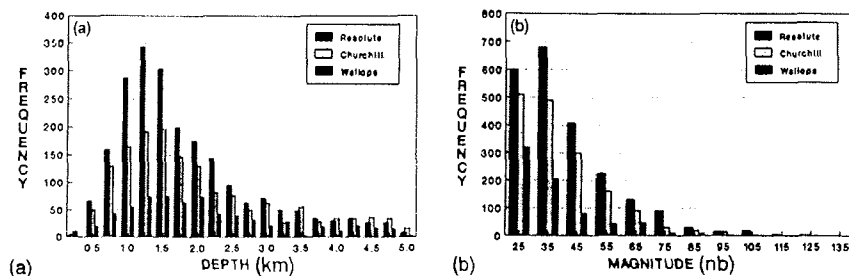 (a)
Resolute
Churchill
Wallops
FREQUENCY
400
350
300
250
200
150
100
50
0
0.5 1.0 1.5 2.0 2.5 3.0 3.5 4.0 4.5 5.0
DEPTH (km)
(a)
(b)
Resolute
Churchill
Wallops
FREQUENCY
800
700
600
500
400
300
200
100
0
25 35 45 55 65 75 85 95 105 115 125 135
MAGNITUDE (nb)
(b)